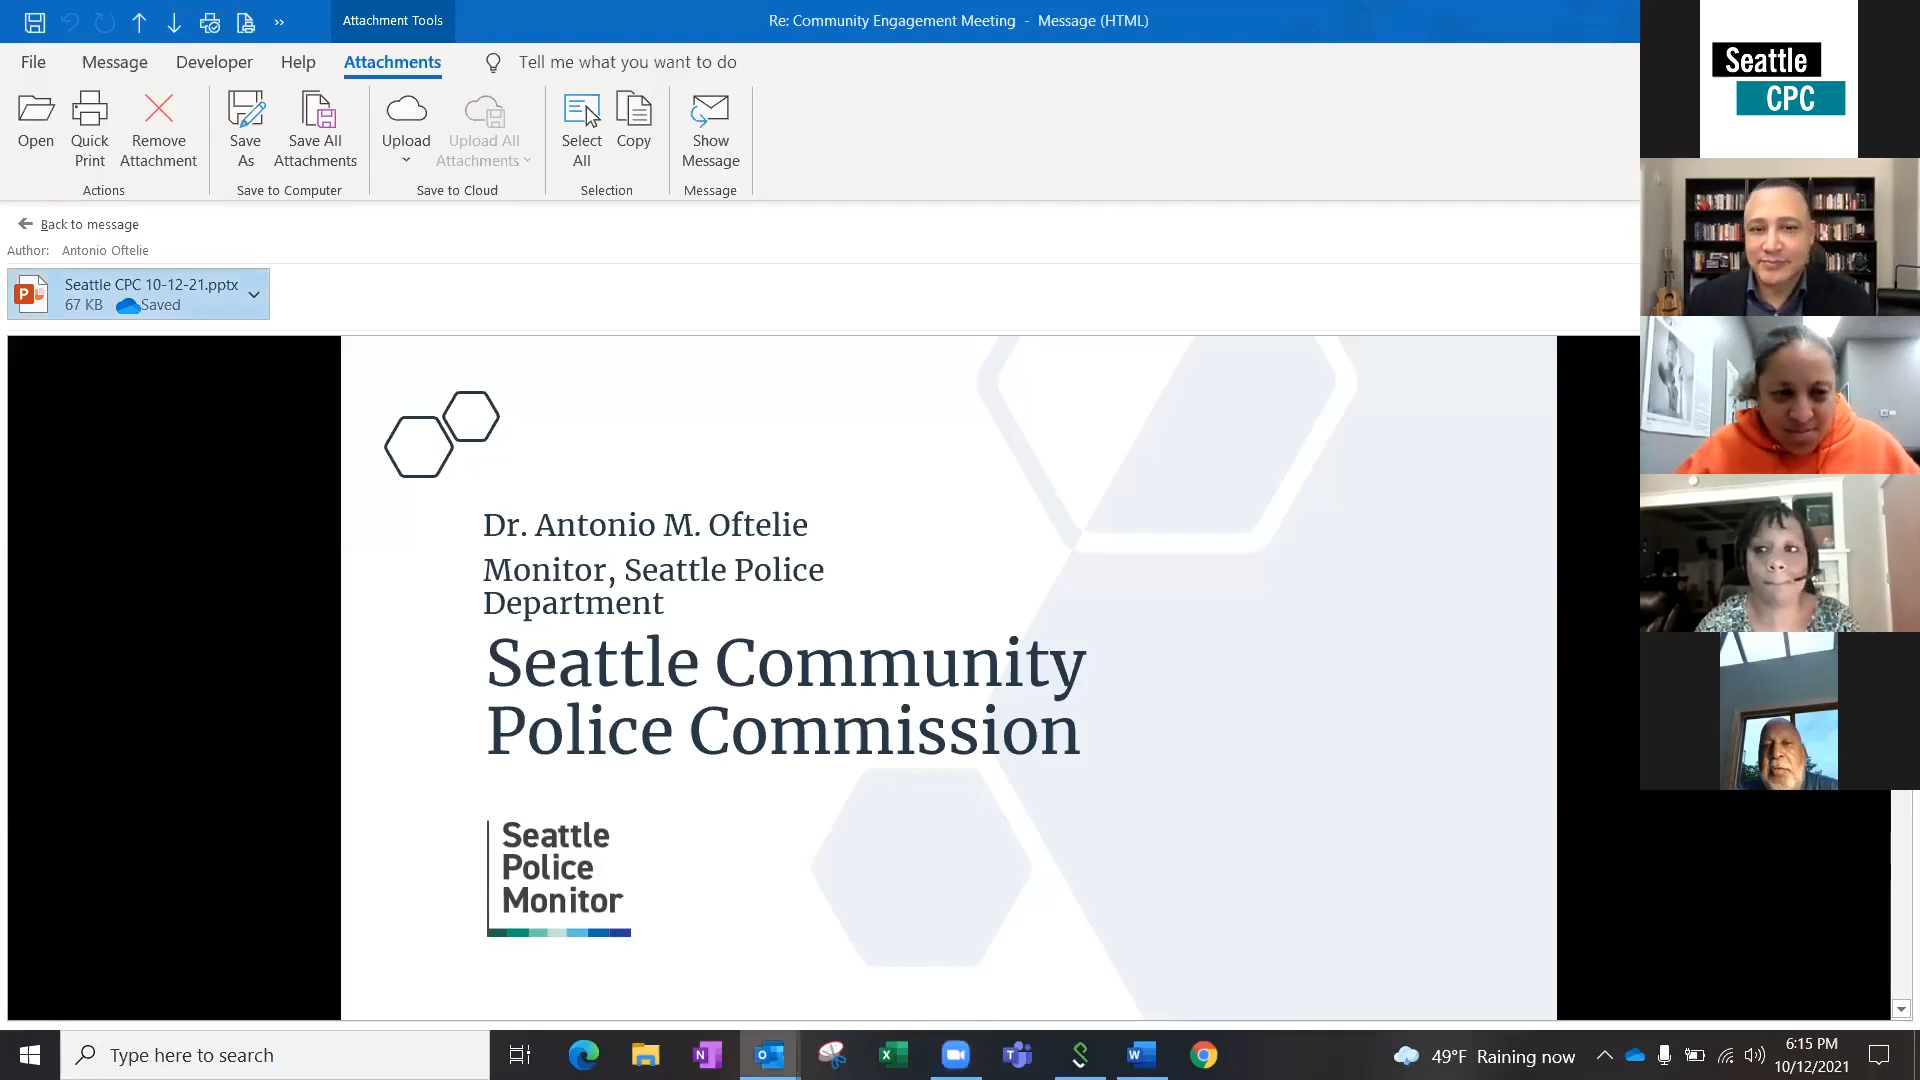 Attachment Tools
Re: Community Engagement Meeting - Message (HTML)
File Message Developer Help Attachments Tell me what you want to do
Open
Quick
Print
Remove
Attachment
Actions
Save
As
Save All
Attachments
Save to Computer
Upload
Upload All
Attachments
Save to Cloud
Select
All
Copy
Selection
Show
Message
Message
Back to message
Author: Antonio Oftelie
Seattle CPC 10-12-21.pptx
67 KB Saved
Dr. Antonio M. Oftelie
Monitor, Seattle Police
Department
Seattle Community
Police Commission
Seattle
Police
Monitor
Seattle
CPC
Type here to search
49°F Raining now
6:15 PM
10/12/2021